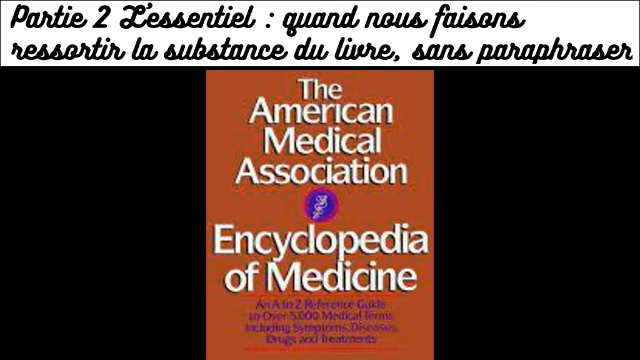 Partie 2 L'essentiel : quand nous faisons
ressortir la substance du livre, sans paraphraser
The
American
Medical
Association
Encyclopedia
of Medicine
An A to Z Reference Guide
to Over 5,000 Medical Terms
Including Symptoms, Diseases,
Drugs and Treatments